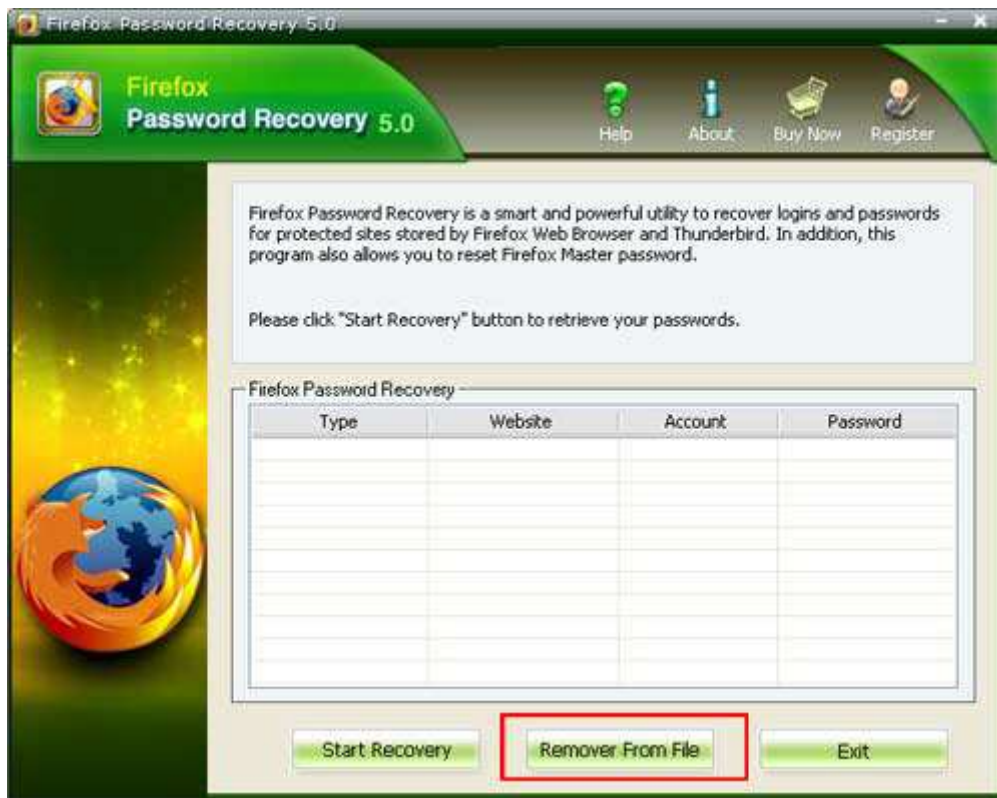 Firefox Password Recovery 5.0
Firefox
Password Recovery 5.0
Help
About
Buy Now
Register
Firefox Password Recovery is a smart and powerful utility to recover logins and passwords
for protected sites stored by Firefox Web Browser and Thunderbird. In addition, this
program also allows you to reset Firefox Master password.
Please click "Start Recovery" button to retrieve your passwords.
Firefox Password Recovery
Type Website Account Password
Start Recovery
Remover From File
Exit